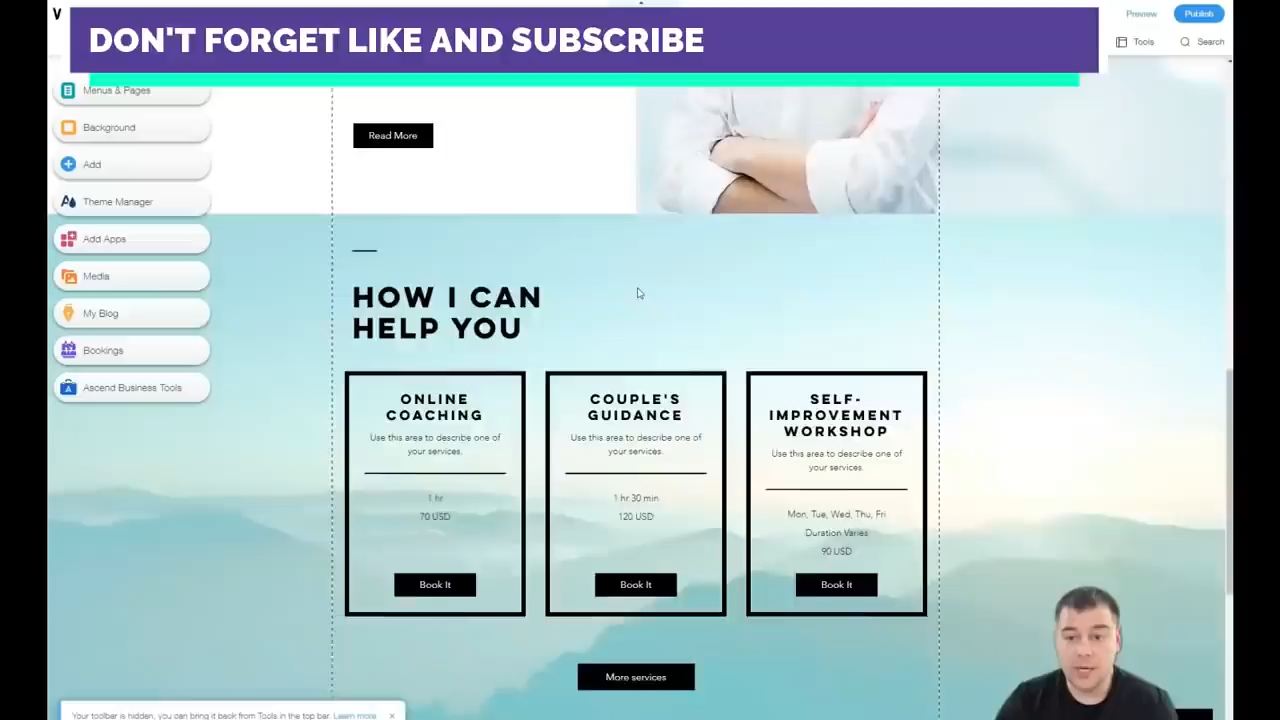 DON'T FORGET LIKE AND SUBSCRIBE
Preview
Publish
Tools
Search
Menus & Pages
Background
Add
Theme Manager
Add Apps
Media
My Blog
Bookings
Ascend Business Tools
Read More
HOW I CAN
HELP YOU
ONLINE
COACHING
Use this area to describe one of
your services.
1 hr
70 USD
Book It
COUPLE'S
GUIDANCE
Use this area to describe one of
your services.
1 hr 30 min
120 USD
Book It
SELF-
IMPROVEMENT
WORKSHOP
Use this area to describe one of
your services.
Mon, Tue, Wed, Thu, Fri
Duration Varies
90 USD
Book It
More services
Your toolbar is hidden, you can bring it back from Tools in the top bar. Learn more